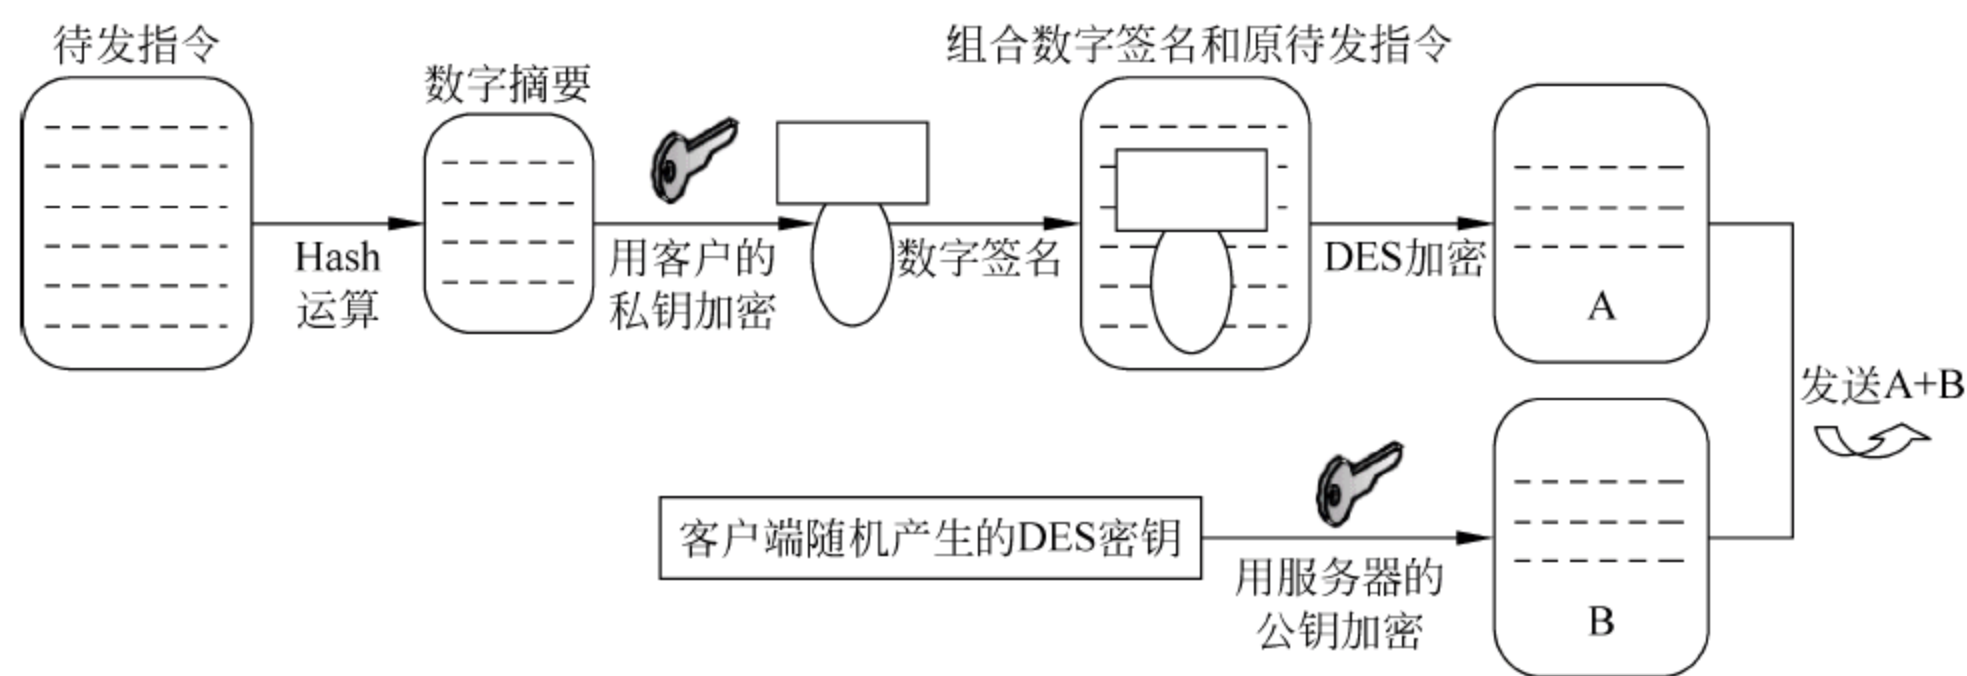 待发指令
数字摘要
组合数字签名和原待发指令
Hash
运算
用客户的
私钥加密
数字签名
DES加密
A
发送A+B
客户端随机产生的DES密钥
用服务器的
公钥加密
B